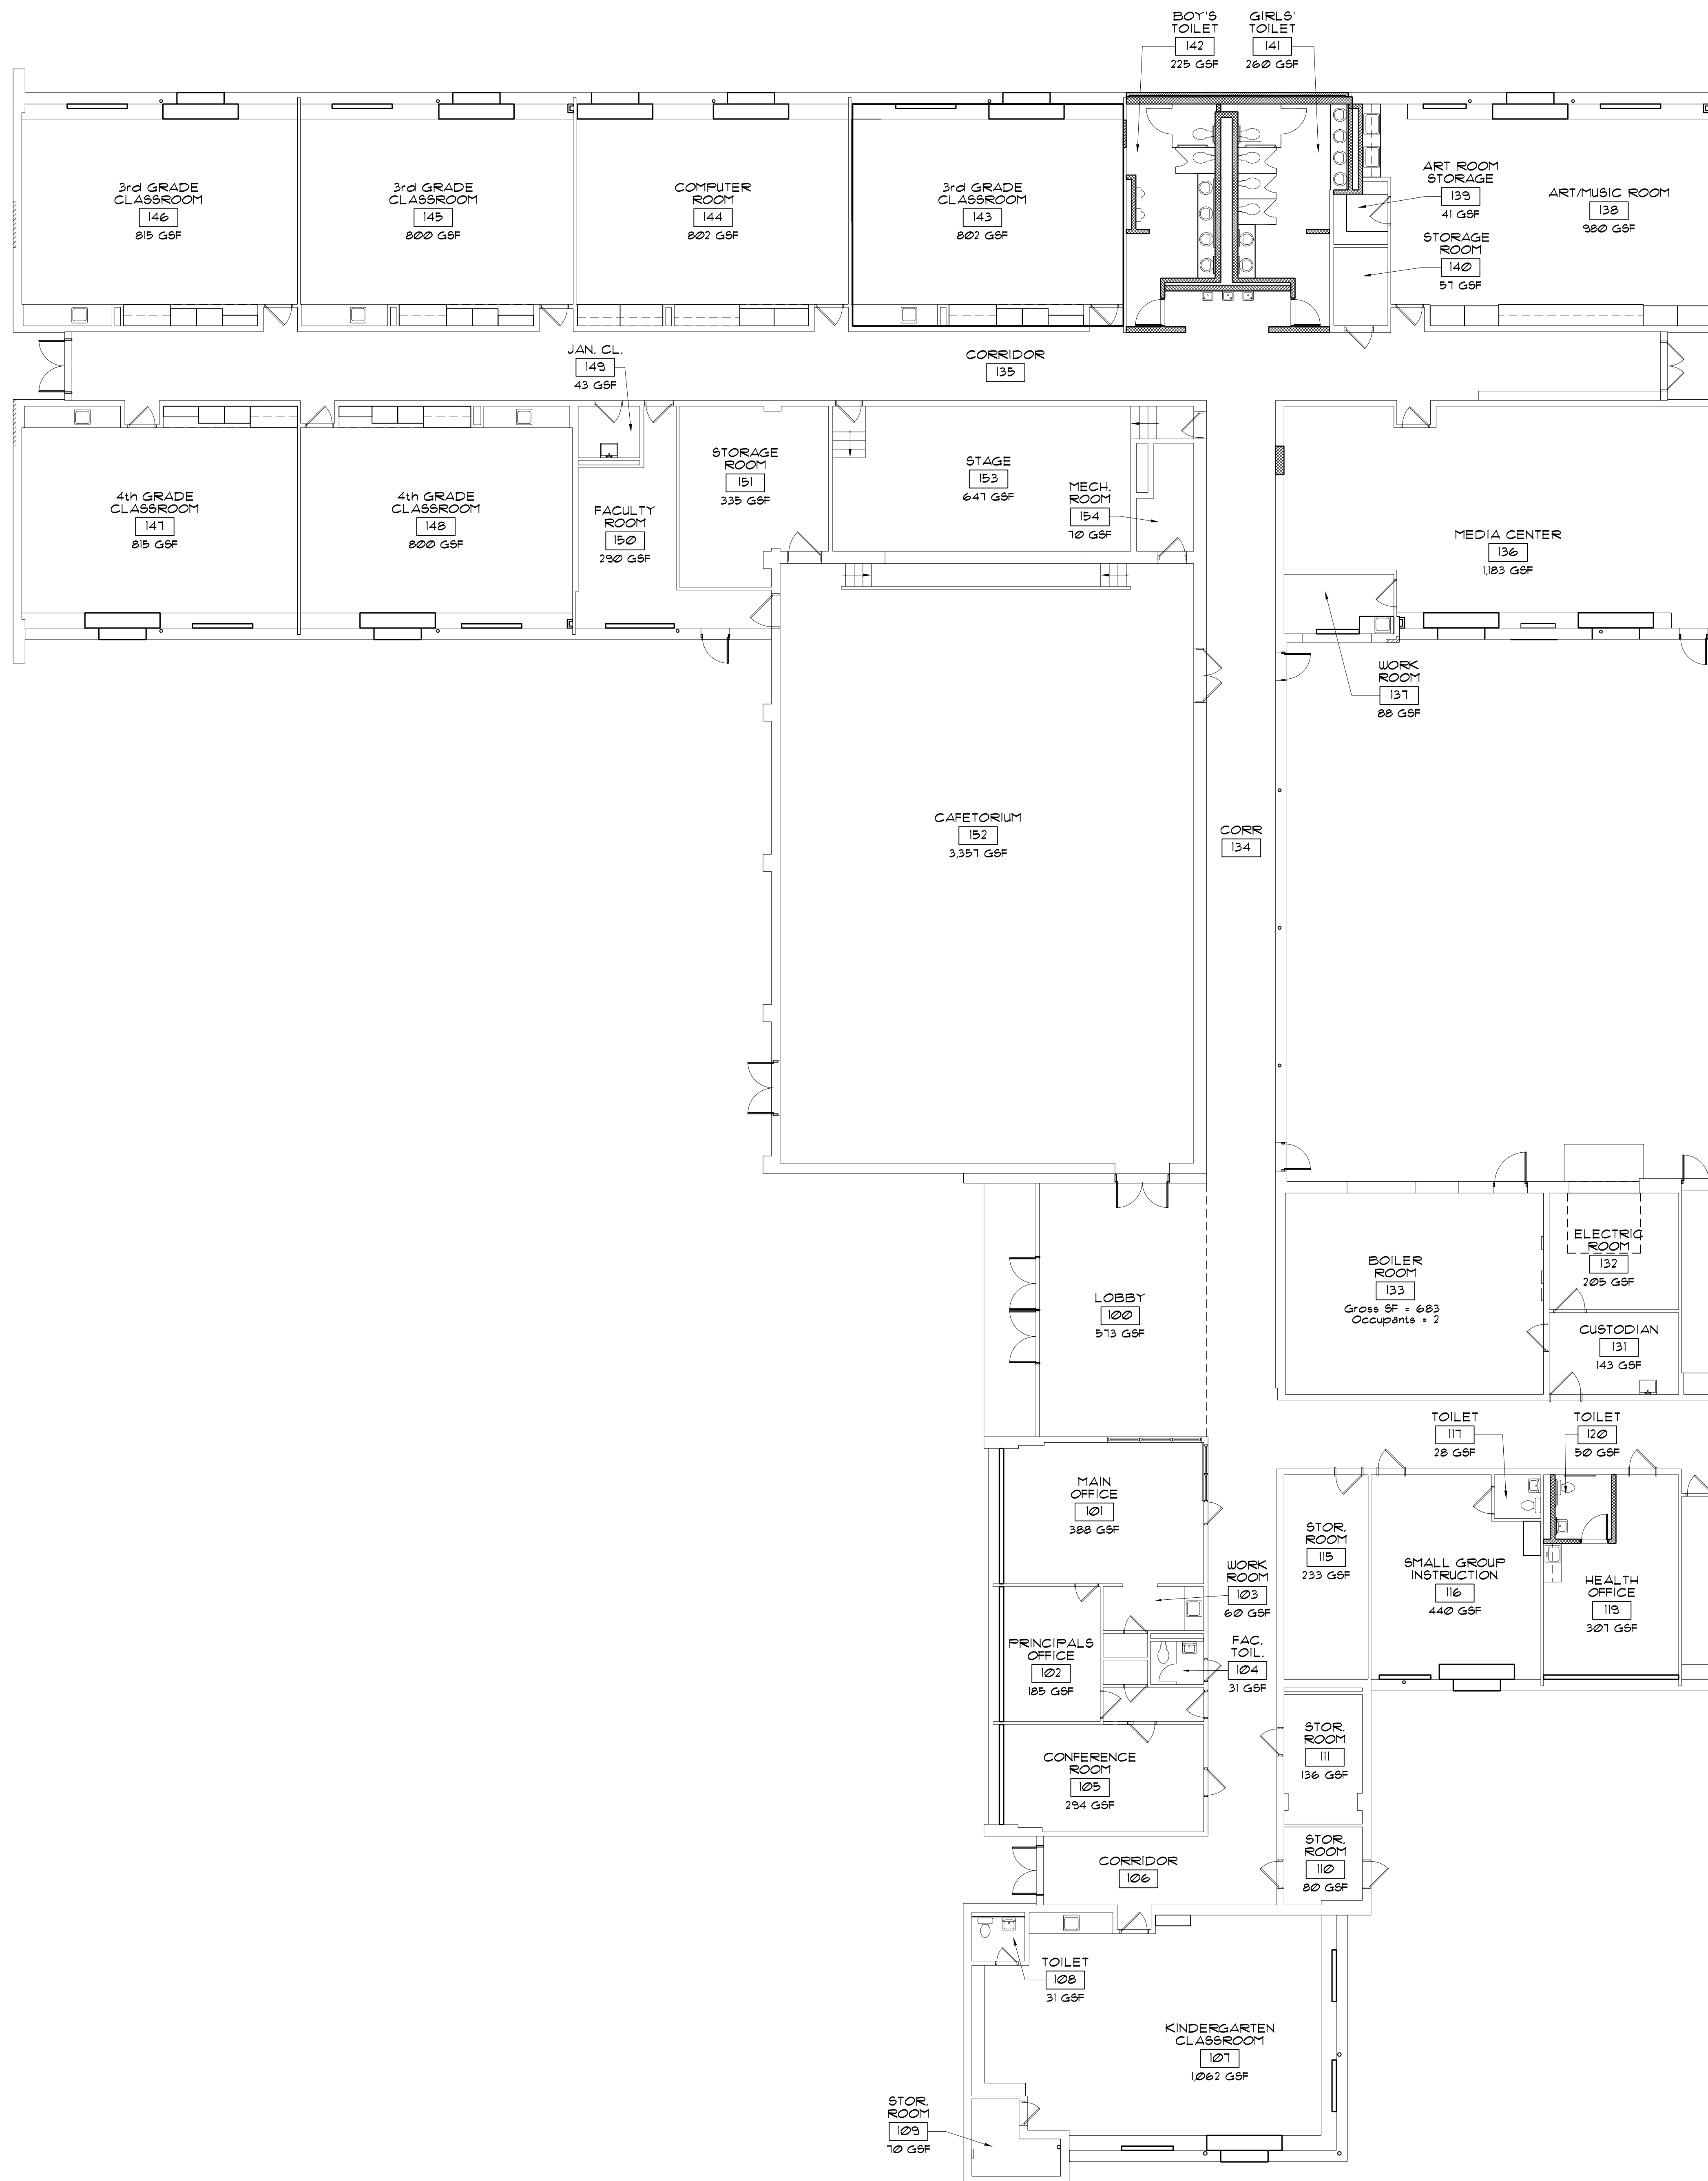 BOY'S
TOILET
142
225 GSF
GIRLS'
TOILET
141
260 GSF
3rd GRADE
CLASSROOM
146
815 GSF
3rd GRADE
CLASSROOM
145
800 GSF
COMPUTER
ROOM
144
802 GSF
3rd GRADE
CLASSROOM
143
802 GSF
ART ROOM
STORAGE
139
41 GSF
STORAGE
ROOM
140
57 GSF
ART/MUSIC ROOM
138
980 GSF
JAN. CL.
149
43 GSF
CORRIDOR
135
4th GRADE
CLASSROOM
147
815 GSF
4th GRADE
CLASSROOM
148
800 GSF
FACULTY
ROOM
150
290 GSF
STORAGE
ROOM
151
335 GSF
STAGE
153
647 GSF
MECH.
ROOM
154
70 GSF
MEDIA CENTER
136
1,183 GSF
WORK
ROOM
137
88 GSF
CAFETORIUM
152
3,357 GSF
CORR
134
LOBBY
100
573 GSF
BOILER
ROOM
133
Gross SF = 683
Occupants = 2
ELECTRIC
ROOM
132
205 GSF
CUSTODIAN
131
143 GSF
TOILET
117
28 GSF
TOILET
120
50 GSF
MAIN
OFFICE
101
388 GSF
STOR.
ROOM
115
233 GSF
SMALL GROUP
INSTRUCTION
116
440 GSF
HEALTH
OFFICE
119
307 GSF
WORK
ROOM
103
60 GSF
PRINCIPALS
OFFICE
102
185 GSF
FAC.
TOIL.
104
31 GSF
CONFERENCE
ROOM
105
294 GSF
STOR.
ROOM
111
136 GSF
STOR.
ROOM
110
80 GSF
CORRIDOR
106
TOILET
108
31 GSF
KINDERGARTEN
CLASSROOM
107
1,062 GSF
STOR.
ROOM
109
70 GSF